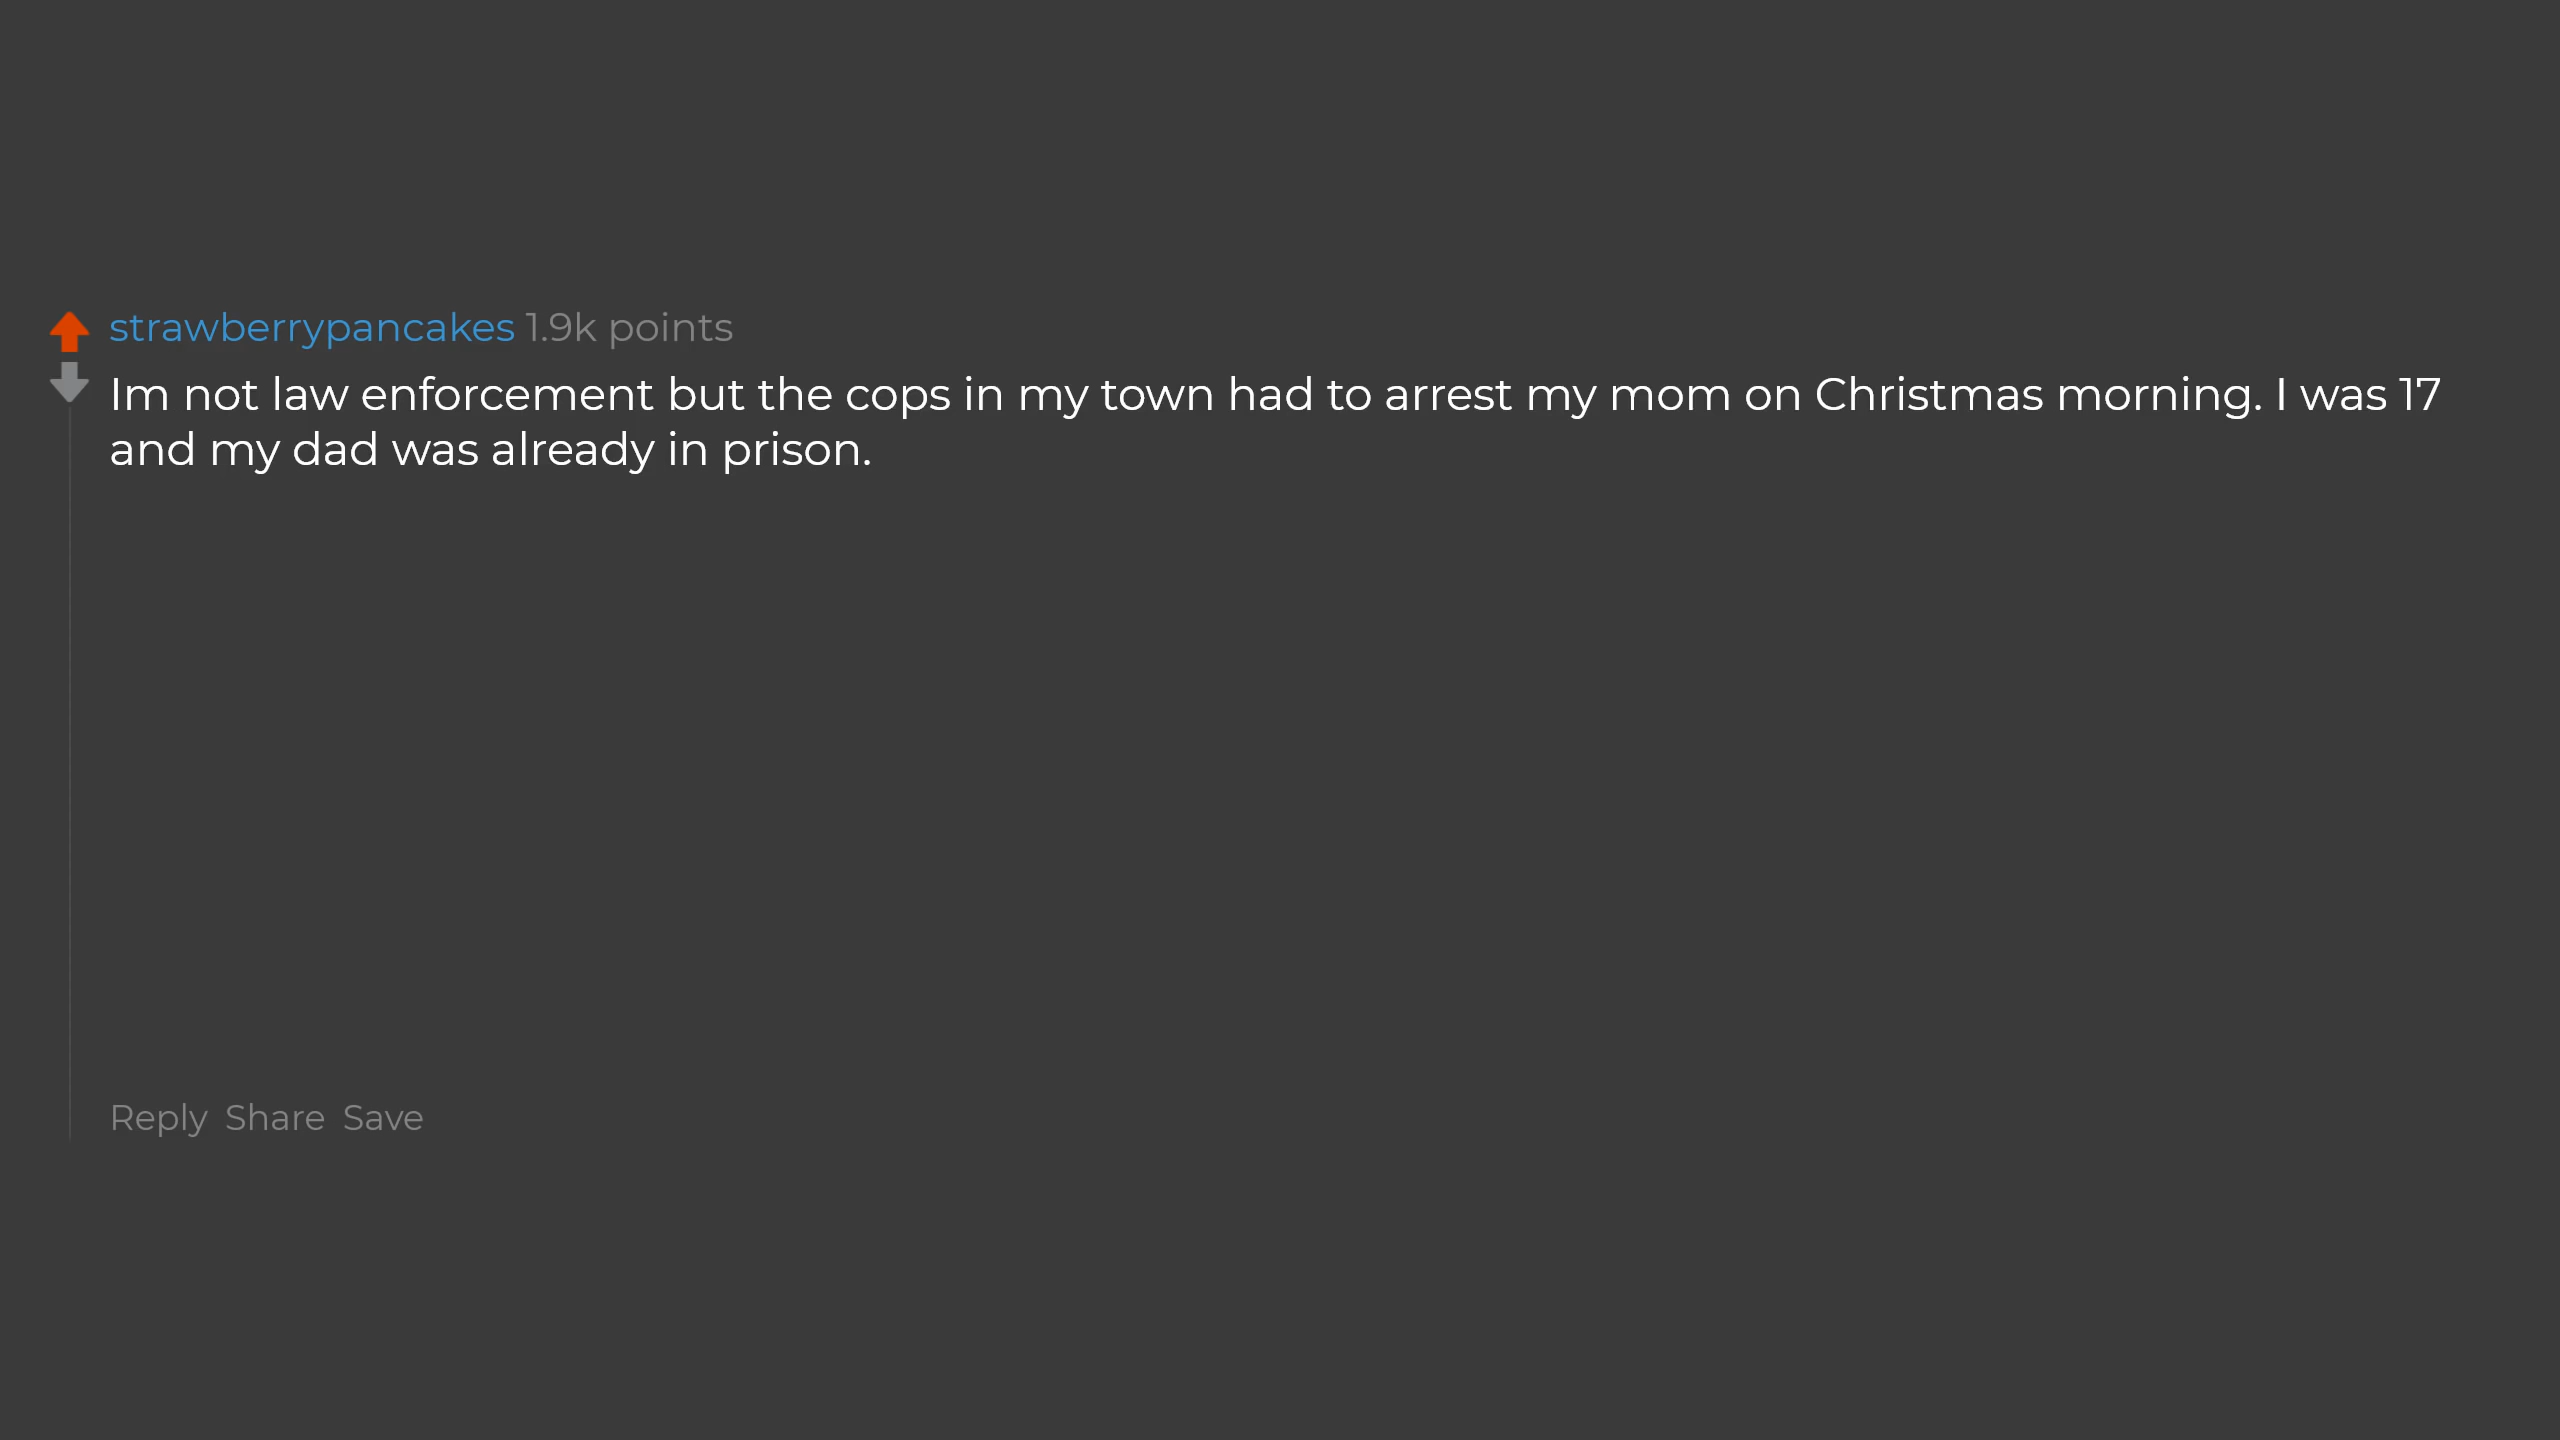 strawberrypancakes 1.9k points
Im not law enforcement but the cops in my town had to arrest my mom on Christmas morning. I was 17
and my dad was already in prison.
Reply Share Save